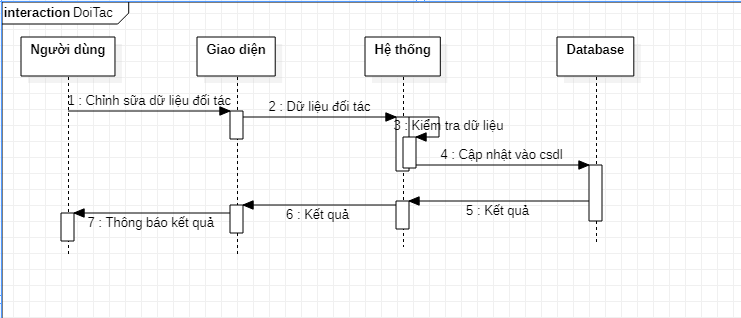 interaction DoiTac
Người dùng
Giao diện
Hệ thống
Database
1 : Chỉnh sữa dữ liệu đối tác
2 : Dữ liệu đối tác
3 : Kiểm tra dữ liệu
4 : Cập nhật vào csdl
5 : Kết quả
6 : Kết quả
7 : Thông báo kết quả